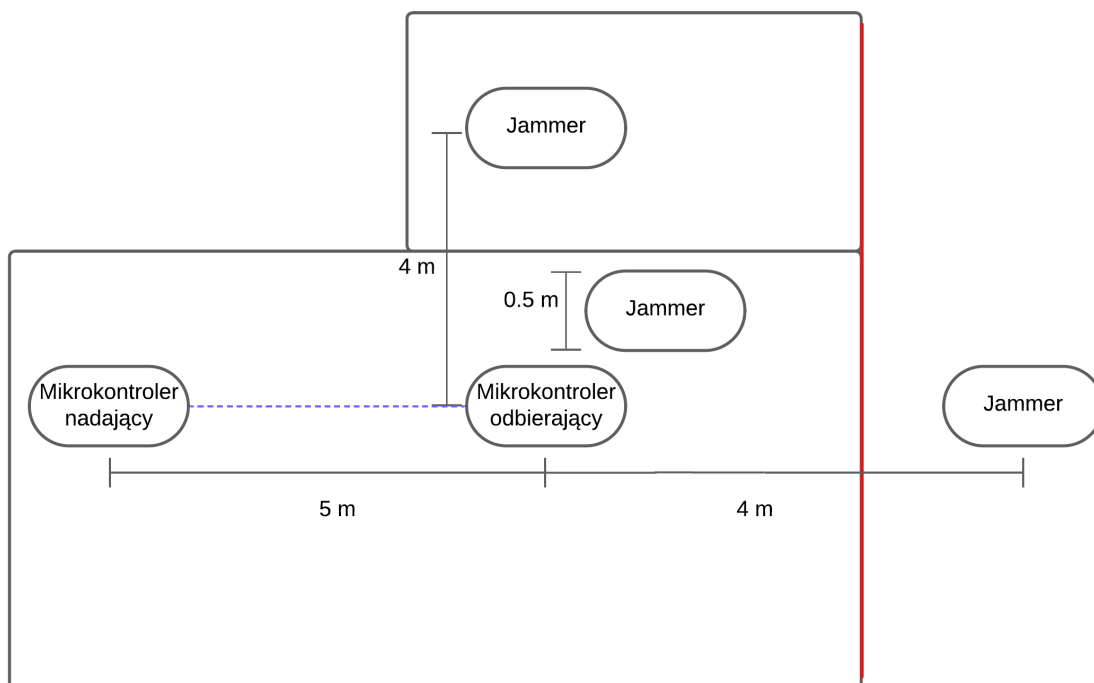 Jammer
4 m
0.5 m
Jammer
Mikrokontroler
nadający
Mikrokontroler
odbierający
Jammer
5 m
4 m